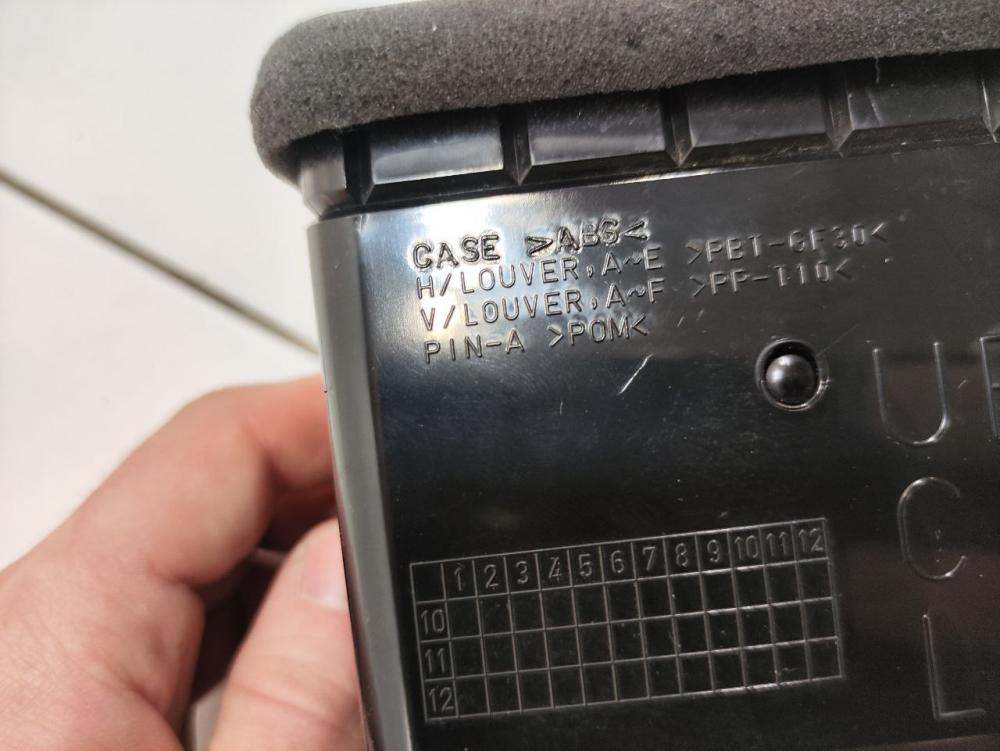 CASE >ABS<
H/LOUVER,A~E >PBT-GF30<
V/LOUVER,A~F >PP-T10<
PIN-A >POM<
U
C
L
1 2 3 4 5 6 7 8 9 10 11 12
10
11
12